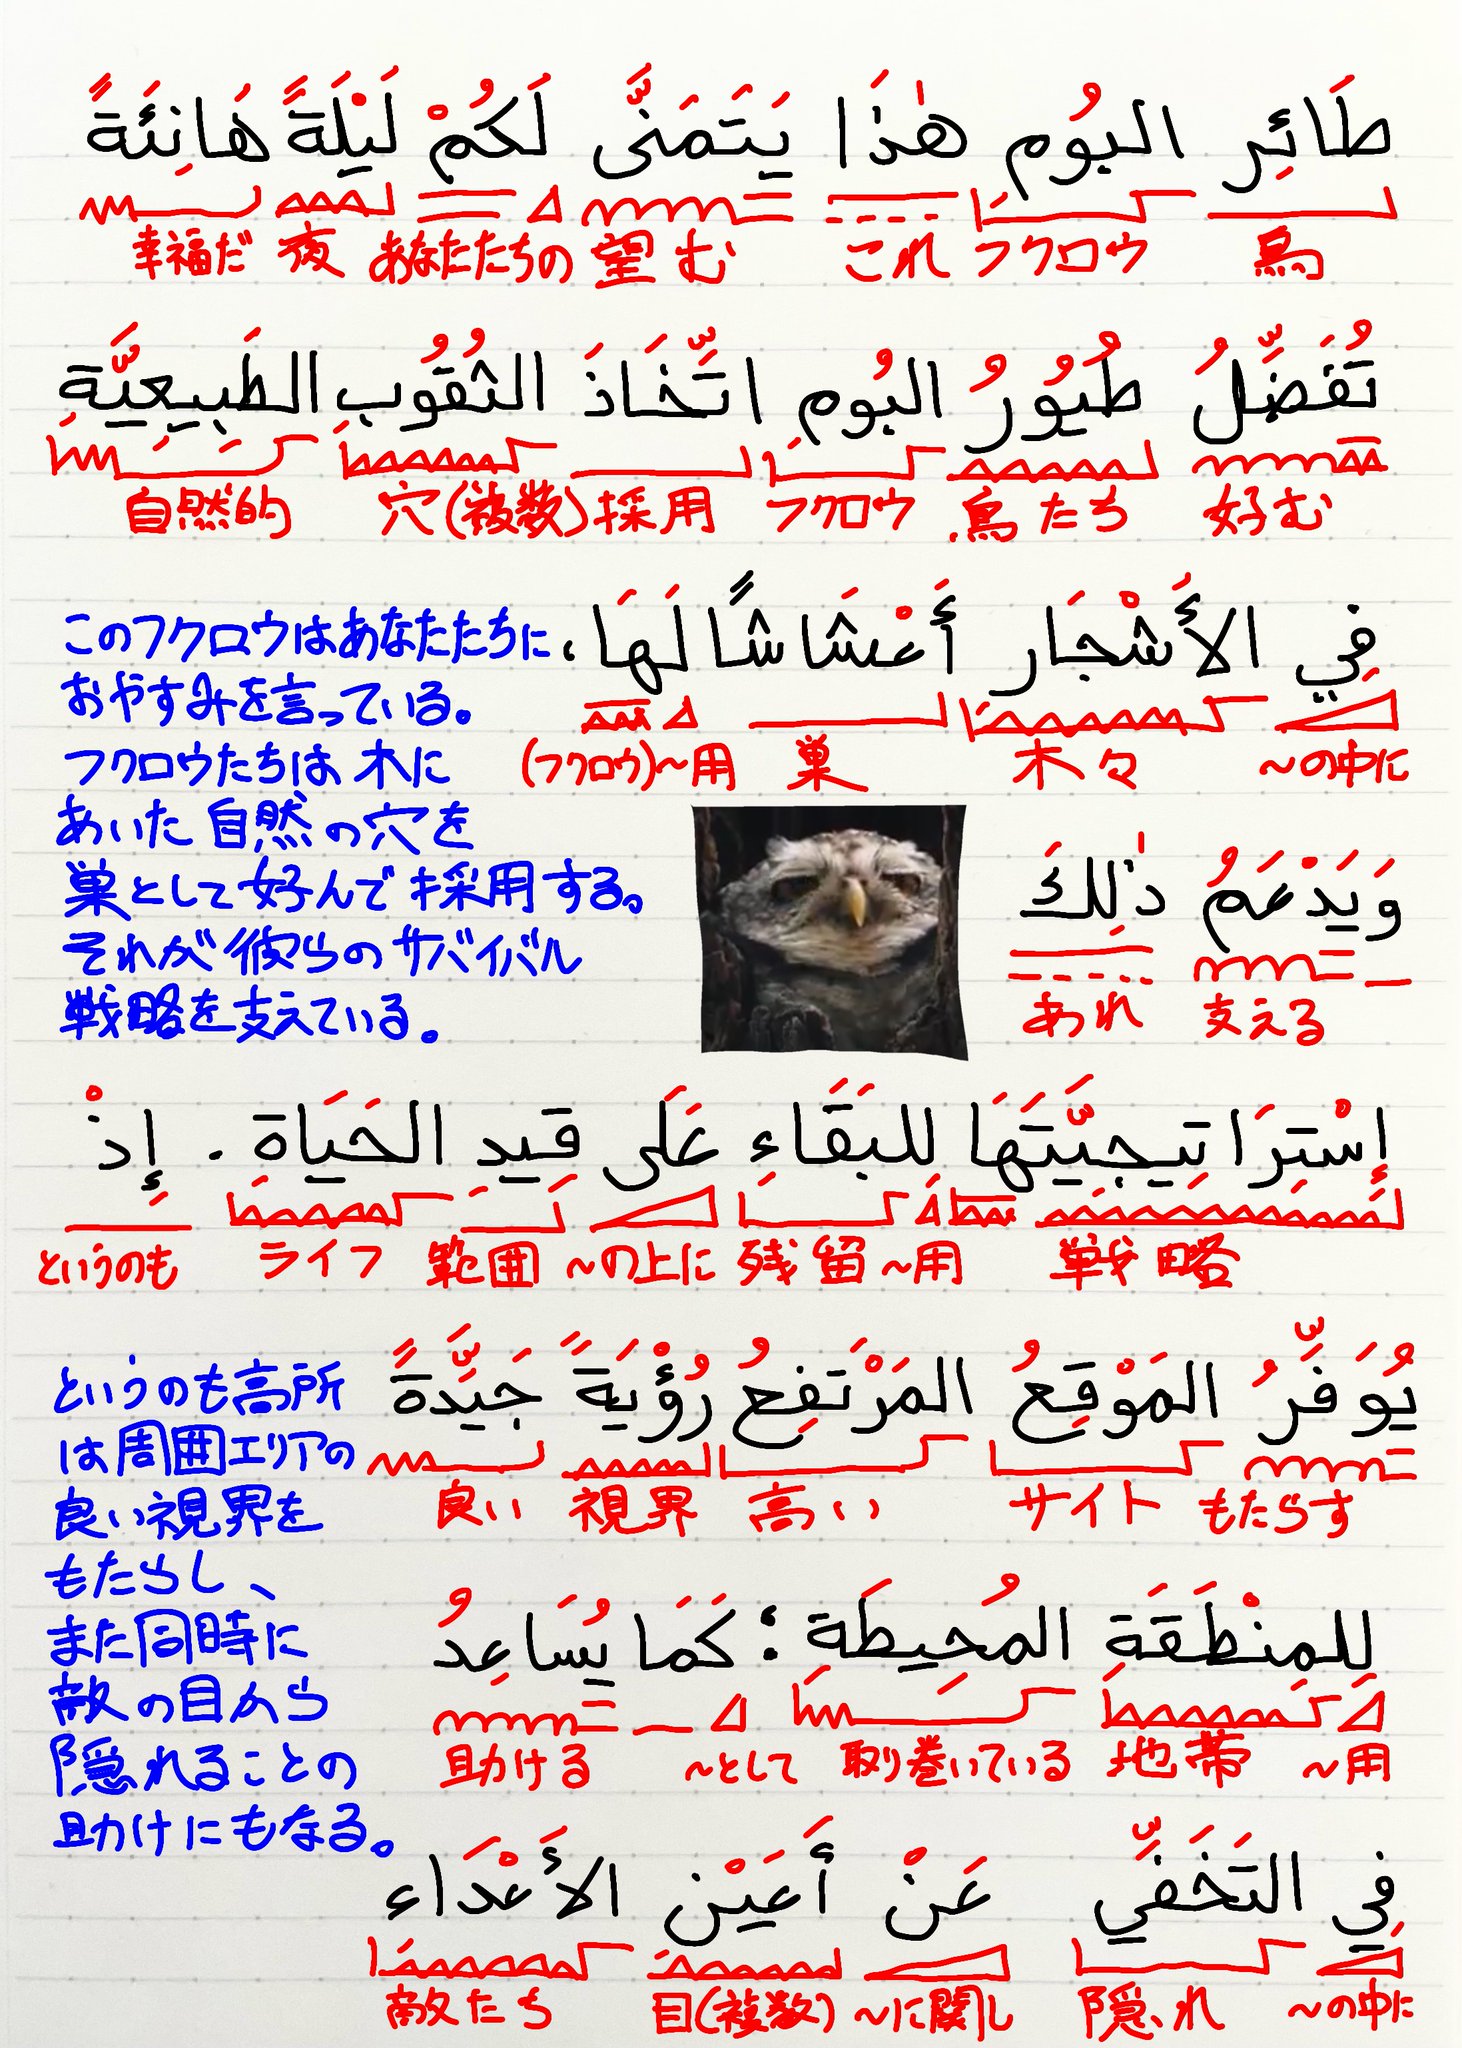 طَائِر البُوم هٰذَا يَتَمَنَّى لَكُمْ لَيْلَةً هَانِئَةً
鳥 フクロウ これ 望む あなたたちの 夜 幸福だ
تُفَضِّلُ طُيُورُ البُوم اتِّخَاذَ الثُقُوب الطَبِيعِيَّة
好む 鳥たち フクロウ 採用 穴(複数) 自然的
فِي الأَشْجَار أَعْشَاشًا لَهَا،
~の中に 木々 巣 (フクロウ)~用
このフクロウはあなたたちに
おやすみを言っている。
フクロウたちは木に
あいた自然の穴を
巣として好んで採用する。
それが彼らのサバイバル
戦略を支えている。
وَيَدْعَمُ ذٰلِكَ
支える あれ
إِسْتِرَاتِيجِيَّتَهَا لِلبَقَاءِ عَلَى قَيدِ الحَيَاة. إِذْ
戦略 ~用 残留 ~の上に 範囲 ライフ というのも
يُوَفِّرُ المَوْقِعُ المَرْتَفِعُ رُؤْيَةً جَيِّدَةً
もたらす サイト 高い 視界 良い
というのも高所
は周囲エリアの
良い視界を
もたらし、
また同時に
敵の目から
隠れることの
助けにもなる。
لِلمنْطَقَة المُحِيطَة؛ كَمَا يُسَاعِدُ
~用 地帯 取り巻いている ~として 助ける
فِي التَخَفِّي عَنْ أَعيَْن الأَعْدَاء
~の中に 隠れ ~に関し 目(複数) 敵たち